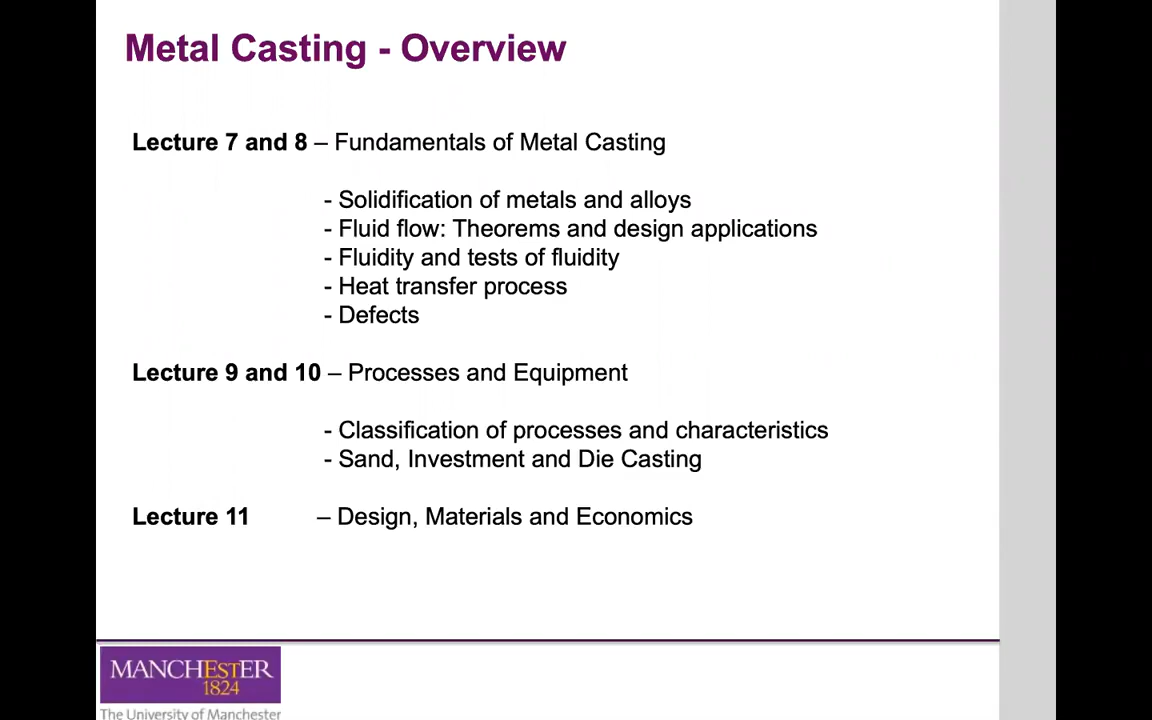 Metal Casting - Overview
Lecture 7 and 8 – Fundamentals of Metal Casting
- Solidification of metals and alloys
- Fluid flow: Theorems and design applications
- Fluidity and tests of fluidity
- Heat transfer process
- Defects
Lecture 9 and 10 – Processes and Equipment
- Classification of processes and characteristics
- Sand, Investment and Die Casting
Lecture 11 – Design, Materials and Economics
MANCHESTER
1824
The University of Manchester